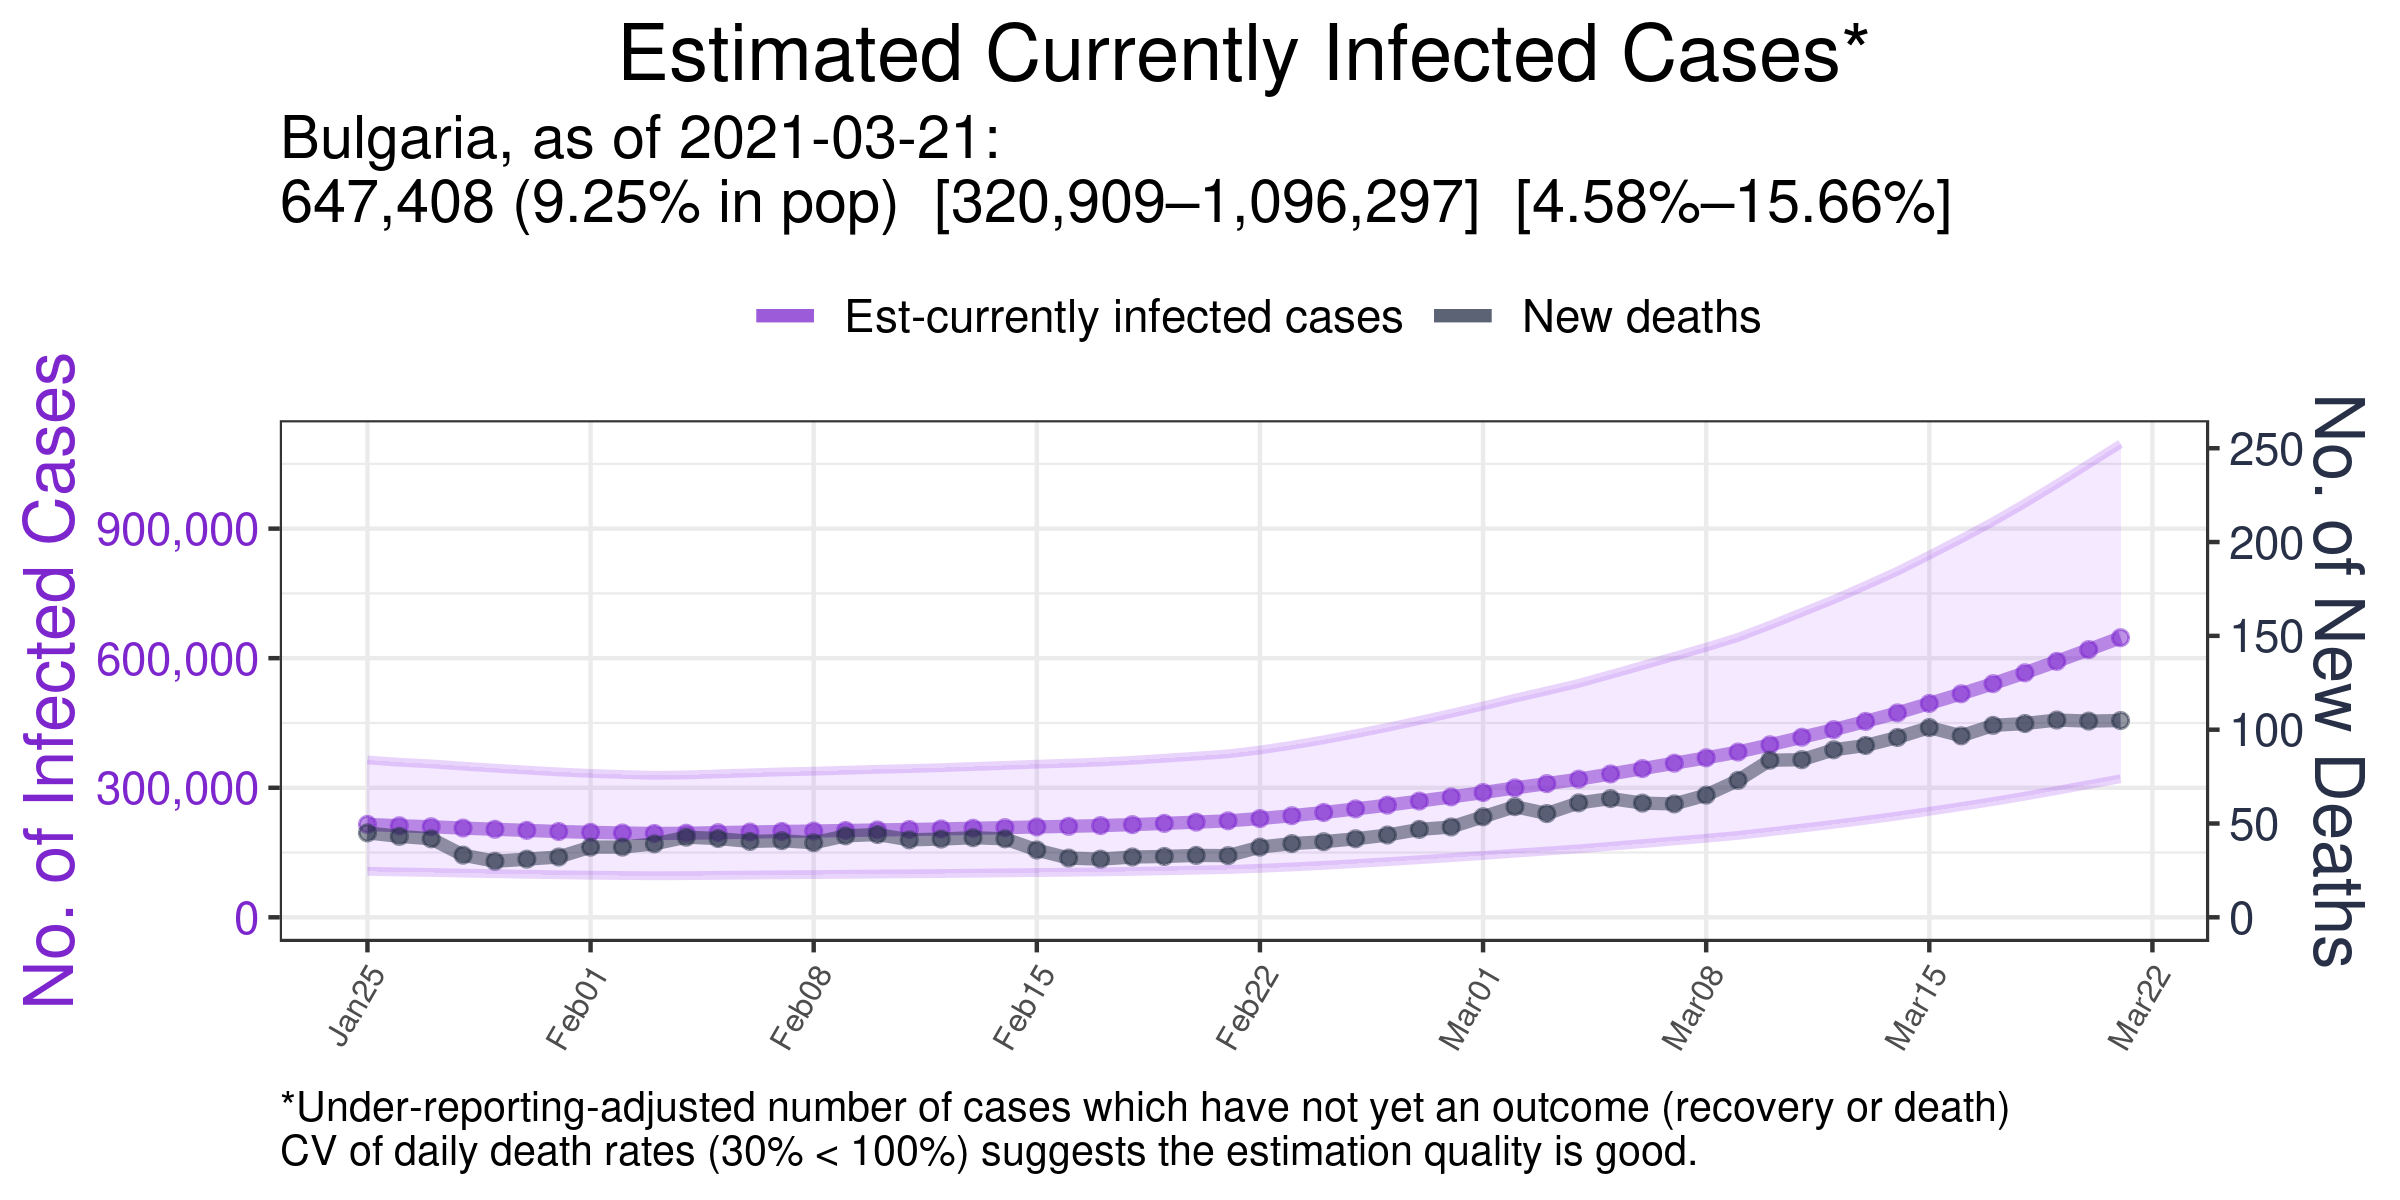 Estimated Currently Infected Cases*
Bulgaria, as of 2021-03-21:
647,408 (9.25% in pop)  [320,909–1,096,297]  [4.58%–15.66%]
Est-currently infected cases
New deaths
No. of Infected Cases
900,000
600,000
300,000
0
250
200
150
100
50
0
No. of New Deaths
Jan25
Feb01
Feb08
Feb15
Feb22
Mar01
Mar08
Mar15
Mar22
*Under-reporting-adjusted number of cases which have not yet an outcome (recovery or death)
CV of daily death rates (30% < 100%) suggests the estimation quality is good.